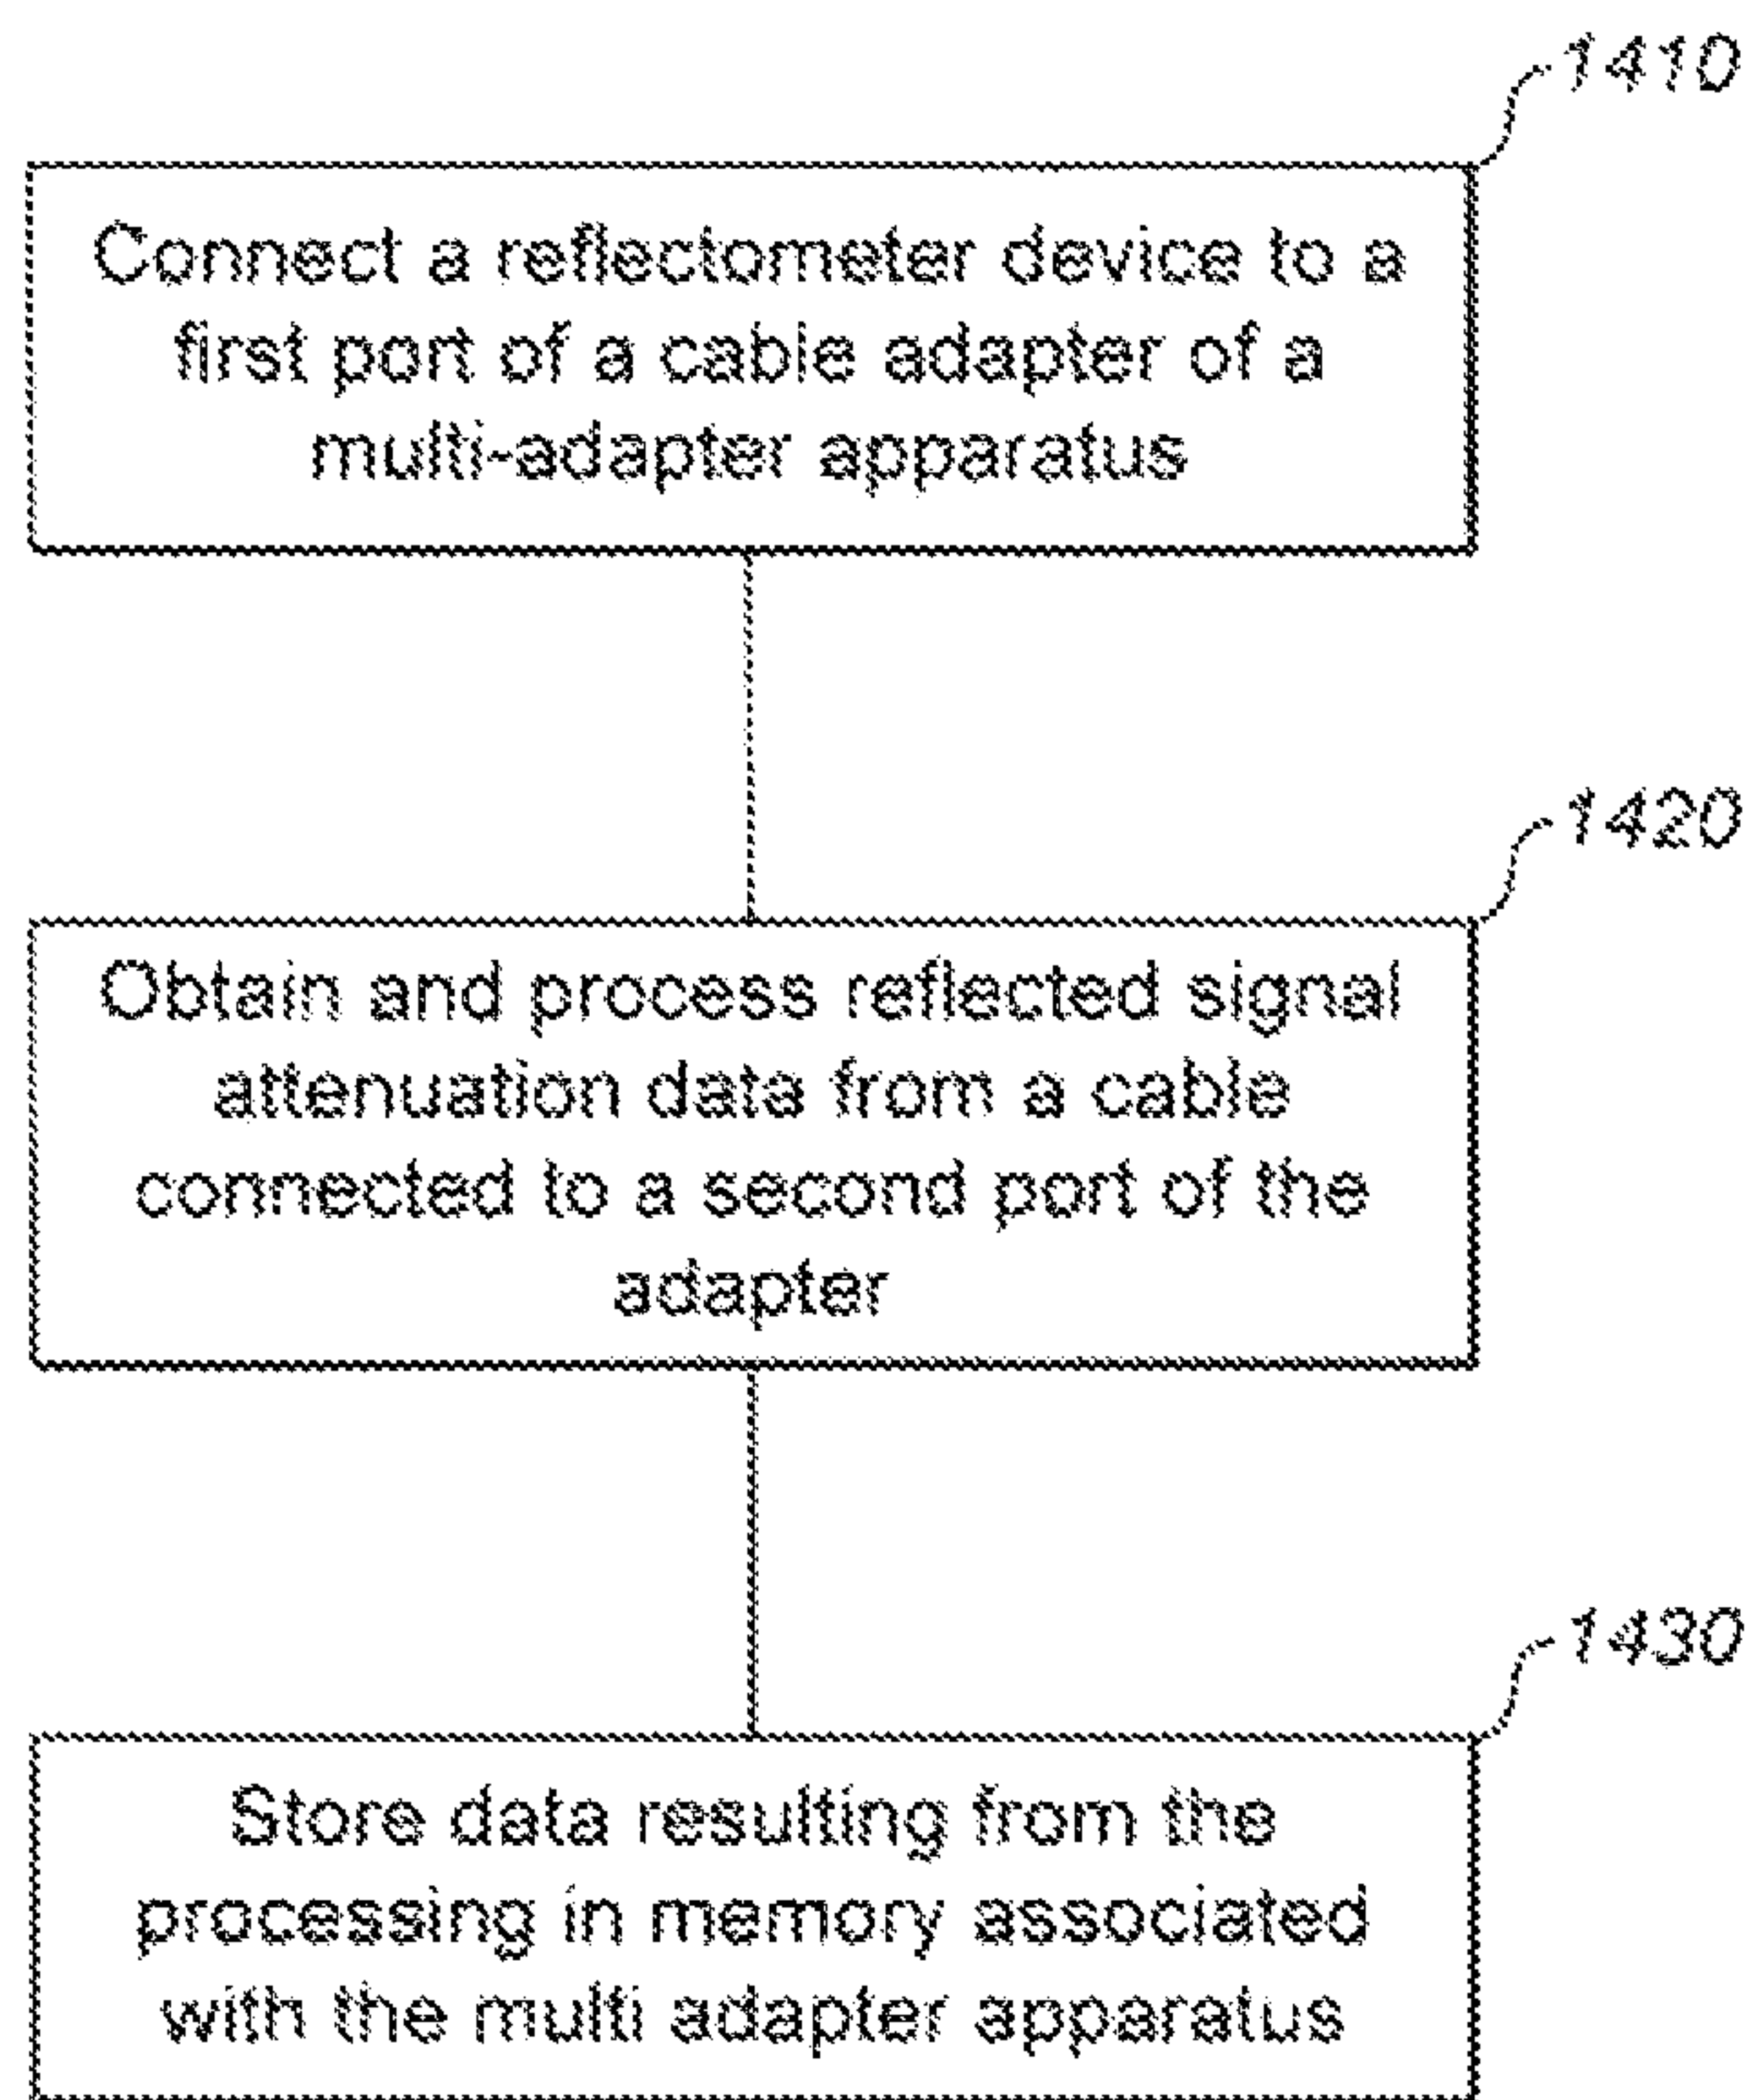 1410
Connect a reflectometer device to a
first port of a cable adapter of a
multi-adapter apparatus
1420
Obtain and process reflected signal
attenuation data from a cable
connected to a second port of the
adapter
1430
Store data resulting from the
processing in memory associated
with the multi adapter apparatus